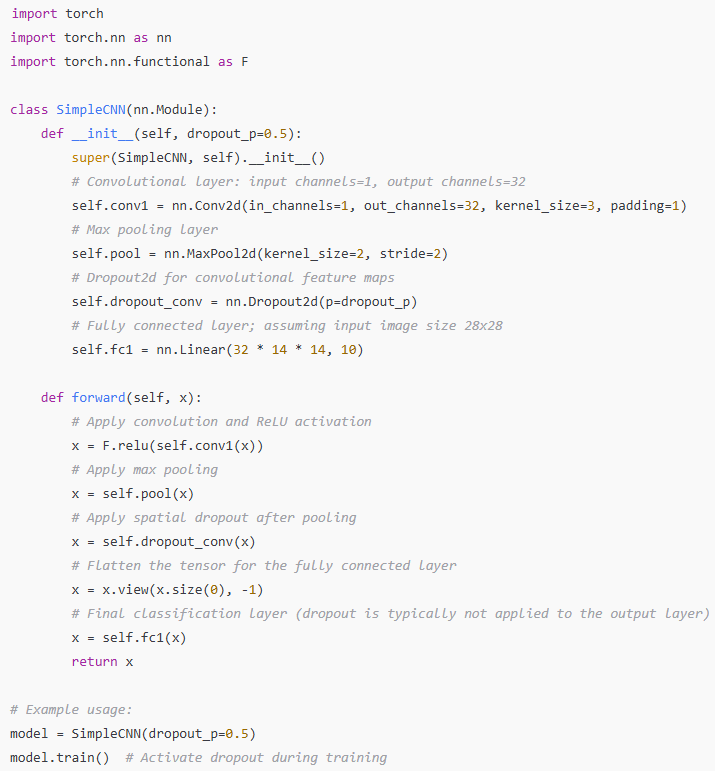 import torch
import torch.nn as nn
import torch.nn.functional as F

class SimpleCNN(nn.Module):
    def __init__(self, dropout_p=0.5):
        super(SimpleCNN, self).__init__()
        # Convolutional layer: input channels=1, output channels=32
        self.conv1 = nn.Conv2d(in_channels=1, out_channels=32, kernel_size=3, padding=1)
        # Max pooling layer
        self.pool = nn.MaxPool2d(kernel_size=2, stride=2)
        # Dropout2d for convolutional feature maps
        self.dropout_conv = nn.Dropout2d(p=dropout_p)
        # Fully connected layer; assuming input image size 28x28
        self.fc1 = nn.Linear(32 * 14 * 14, 10)

    def forward(self, x):
        # Apply convolution and ReLU activation
        x = F.relu(self.conv1(x))
        # Apply max pooling
        x = self.pool(x)
        # Apply spatial dropout after pooling
        x = self.dropout_conv(x)
        # Flatten the tensor for the fully connected layer
        x = x.view(x.size(0), -1)
        # Final classification layer (dropout is typically not applied to the output layer)
        x = self.fc1(x)
        return x

# Example usage:
model = SimpleCNN(dropout_p=0.5)
model.train()  # Activate dropout during training